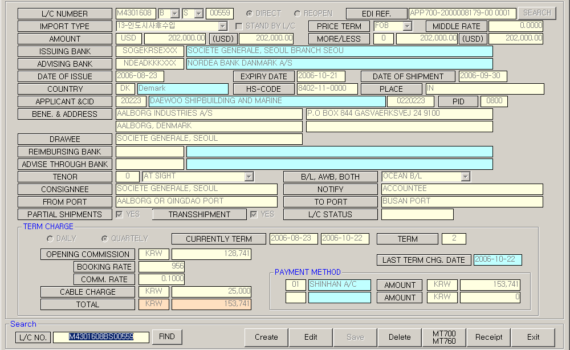 L/C NUMBER M4301608 B - S - 00559 DIRECT REOPEN EDI REF. APP700-2000008179-00 0001 SEARCH
IMPORT TYPE 13-인도시사후수입 STAND BY L/C PRICE TERM FOB MIDDLE RATE 0.0000
AMOUNT USD 202,000.00 (USD) 202,000.00 MORE/LESS 0 202,000.00 (USD) 202,000.00
ISSUING BANK SOGEKRSEXXX SOCIETE GENERALE, SEOUL BRANCH SEOU
ADVISING BANK NDEADKKKXXX NORDEA BANK DANMARK A/S
DATE OF ISSUE 2006-08-23 EXPIRY DATE 2006-10-21 DATE OF SHIPMENT 2006-09-30
COUNTRY DK Demark HS-CODE 8402-11-0000 PLACE IN
APPLICANT &CID 20223 DAEWOO SHIPBUILDING AND MARINE 0220223 PID 0800
BENE. & ADDRESS AALBORG INDUSTRIES A/S P.O BOX 844 GASVAERKSVEJ 24 9100
AALBORG, DENMARK
DRAWEE SOCIETE GENERALE, SEOUL
REIMBURSING BANK
ADVISE THROUGH BANK
TENOR 0 AT SIGHT B/L, AWB, BOTH OCEAN B/L
CONSIGNNEE SOCIETE GENERALE, SEOUL NOTIFY ACCOUNTEE
FROM PORT AALBORG OR QINGDAO PORT TO PORT BUSAN PORT
PARTIAL SHIPMENTS YES TRANSSHIPMENT YES L/C STATUS
TERM CHARGE
DAILY QUARTELY CURRENTLY TERM 2006-08-23 2006-10-22 TERM 2
OPENING COMMISSION KRW 128,741 LAST TERM CHG. DATE 2006-10-22
BOOKING RATE 956
COMM. RATE 0.1000
PAYMENT METHOD
01 SHINHAN A/C AMOUNT KRW 153,741
CABLE CHARGE KRW 25,000 AMOUNT KRW 0
TOTAL KRW 153,741
Search
L/C NO. M4301608BS00559 FIND Create Edit Save Delete MT700 MT760 Receipt Exit